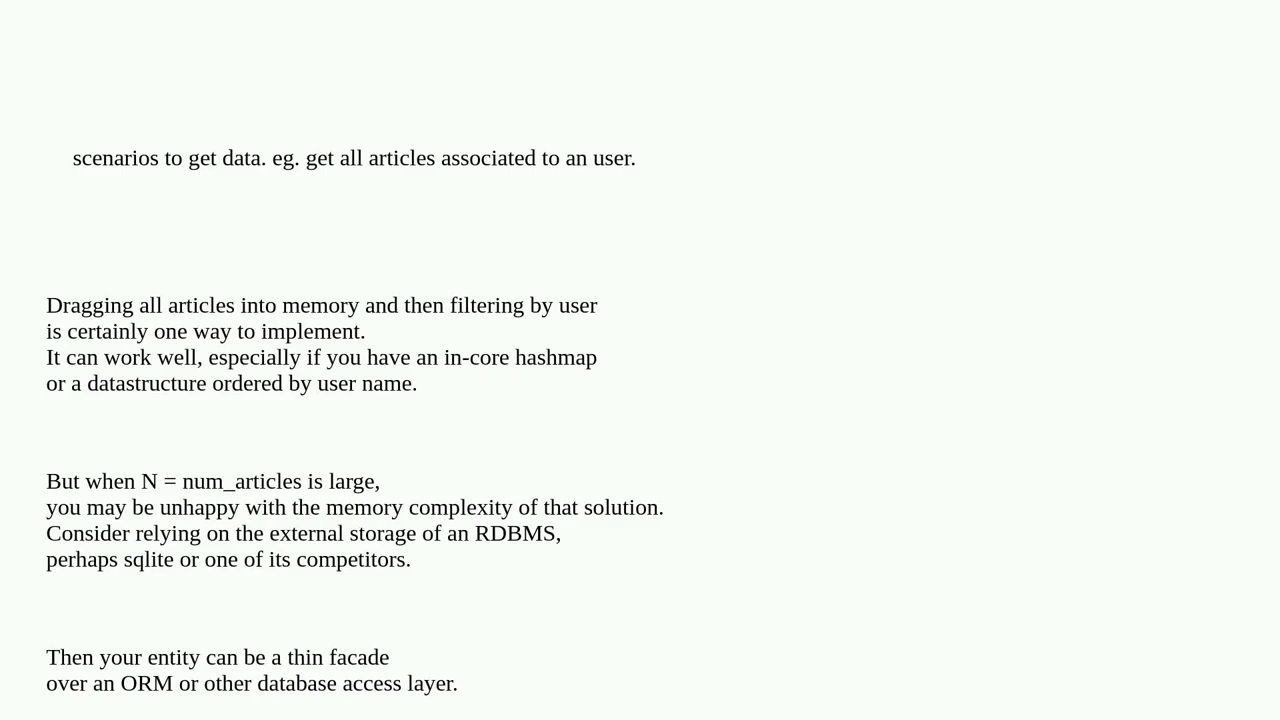 scenarios to get data. eg. get all articles associated to an user.
Dragging all articles into memory and then filtering by user
is certainly one way to implement.
It can work well, especially if you have an in-core hashmap
or a datastructure ordered by user name.
But when N = num_articles is large,
you may be unhappy with the memory complexity of that solution.
Consider relying on the external storage of an RDBMS,
perhaps sqlite or one of its competitors.
Then your entity can be a thin facade
over an ORM or other database access layer.